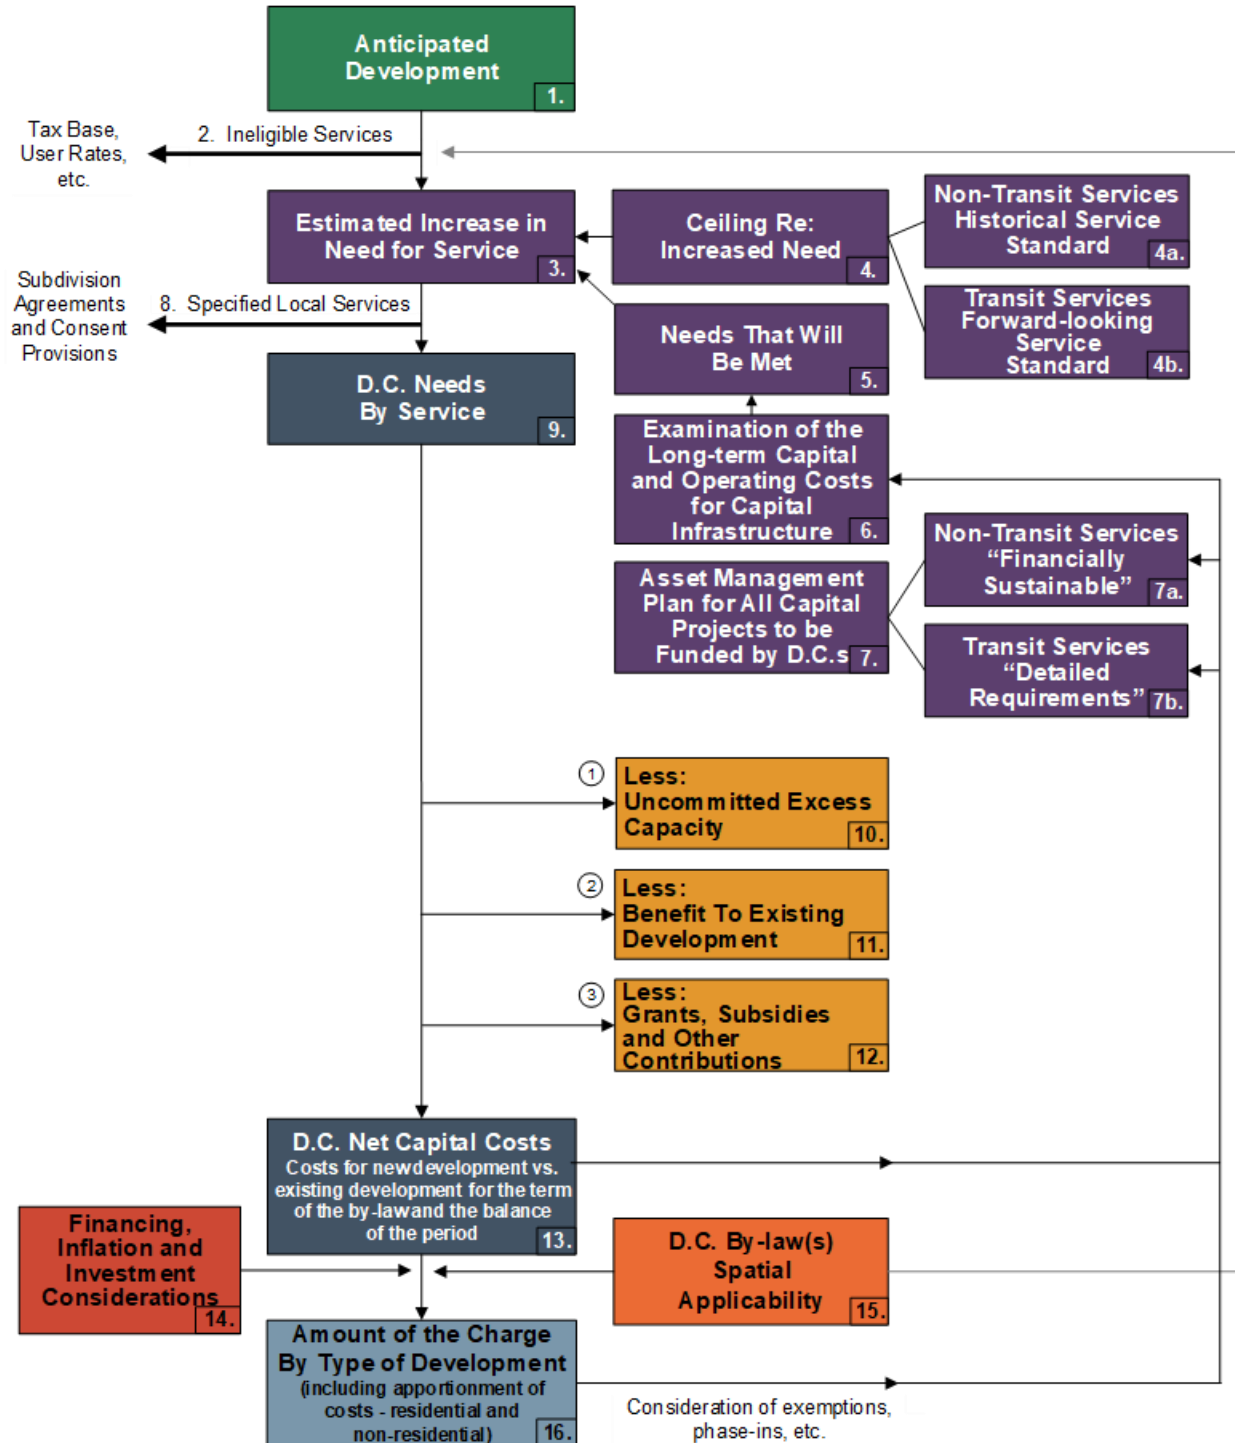 Anticipated
Development
1.
Tax Base,
User Rates,
etc.
2.  Ineligible Services
Estimated Increase in
Need for Service
3.
Ceiling Re:
Increased Need
4.
Non-Transit Services
Historical Service
Standard
4a.
Transit Services
Forward-looking
Service
Standard
4b.
Subdivision
Agreements
and Consent
Provisions
8.  Specified Local Services
Needs That Will
Be Met
5.
D.C. Needs
By Service
9.
Examination of the
Long-term Capital
and Operating Costs
for Capital
Infrastructure
6.
Non-Transit Services
“Financially
Sustainable”
7a.
Asset Management
Plan for All Capital
Projects to be
Funded by D.C.s
7.
Transit Services
“Detailed
Requirements”
7b.
1
Less:
Uncommitted Excess
Capacity
10.
2
Less:
Benefit To Existing
Development
11.
3
Less:
Grants, Subsidies
and Other
Contributions
12.
D.C. Net Capital Costs
Costs for new development vs.
existing development for the term
of the by-law and the balance
of the period
13.
Financing,
Inflation and
Investment
Considerations
14.
D.C. By-law(s)
Spatial
Applicability
15.
Amount of the Charge
By Type of Development
(including apportionment of
costs - residential and
non-residential)
16.
Consideration of exemptions,
phase-ins, etc.